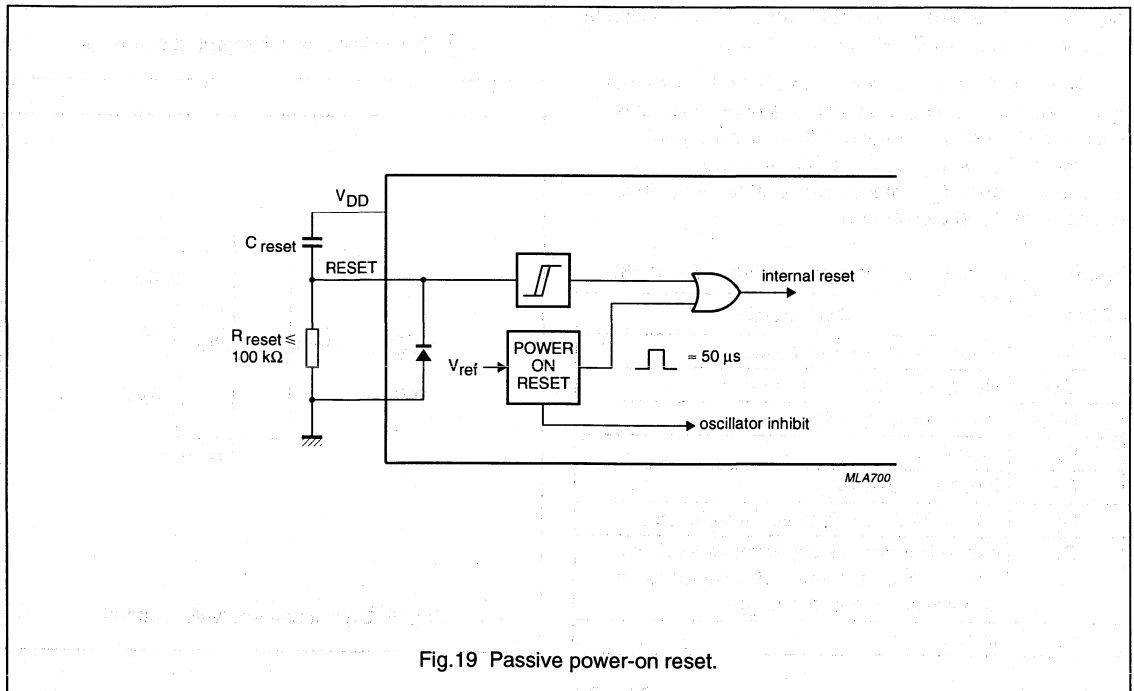 VDD
C reset
RESET
R reset ≤
100 kΩ
Vref
POWER
ON
RESET
≈ 50 μs
internal reset
oscillator inhibit
MLA700
Fig.19 Passive power-on reset.